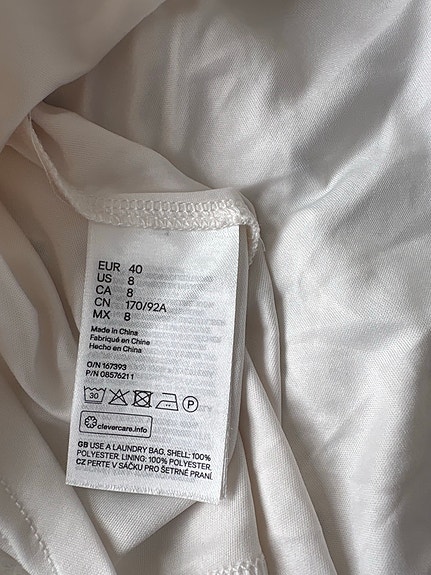 EUR 40
US 8
CA 8
CN 170/92A
MX 8
Made in China
Fabriqué en Chine
Hecho en China
O/N 167393
P/N 08576211
30 P
clevercare.info
GB USE A LAUNDRY BAG, SHELL: 100%
POLYESTER. LINING: 100% POLYESTER.
CZ PERTE V SÁČKU PRO ŠETRNÉ PRANÍ.